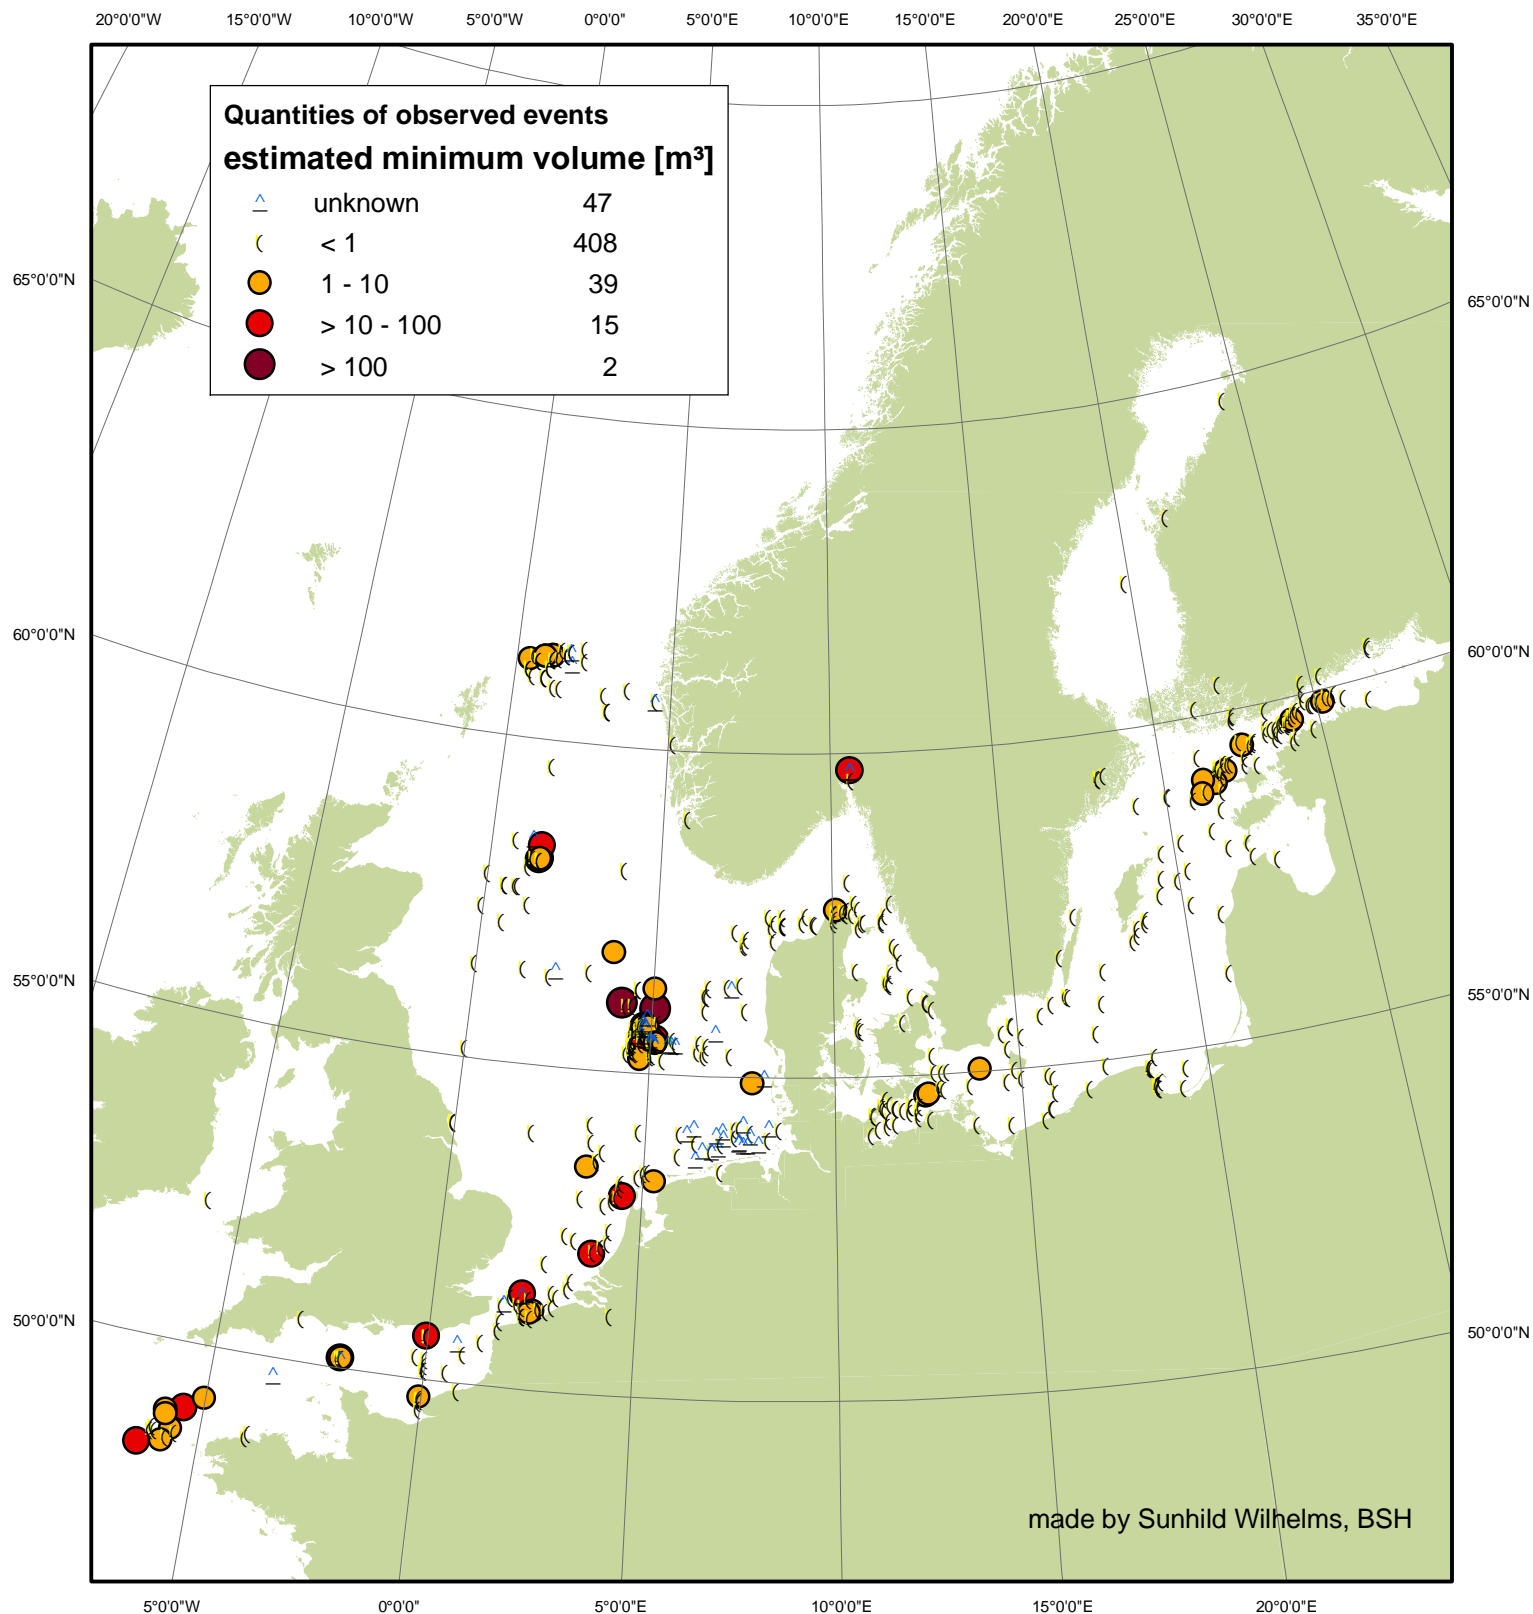 20°0'0"W 15°0'0"W 10°0'0"W 5°0'0"W 0°0'0" 5°0'0"E 10°0'0"E 15°0'0"E 20°0'0"E 25°0'0"E 30°0'0"E 35°0'0"E
Quantities of observed events
estimated minimum volume [m³]
unknown 47
< 1 408
1 - 10 39
> 10 - 100 15
> 100 2
65°0'0"N 65°0'0"N
60°0'0"N 60°0'0"N
55°0'0"N 55°0'0"N
50°0'0"N 50°0'0"N
made by Sunhild Wilhelms, BSH
5°0'0"W 0°0'0" 5°0'0"E 10°0'0"E 15°0'0"E 20°0'0"E